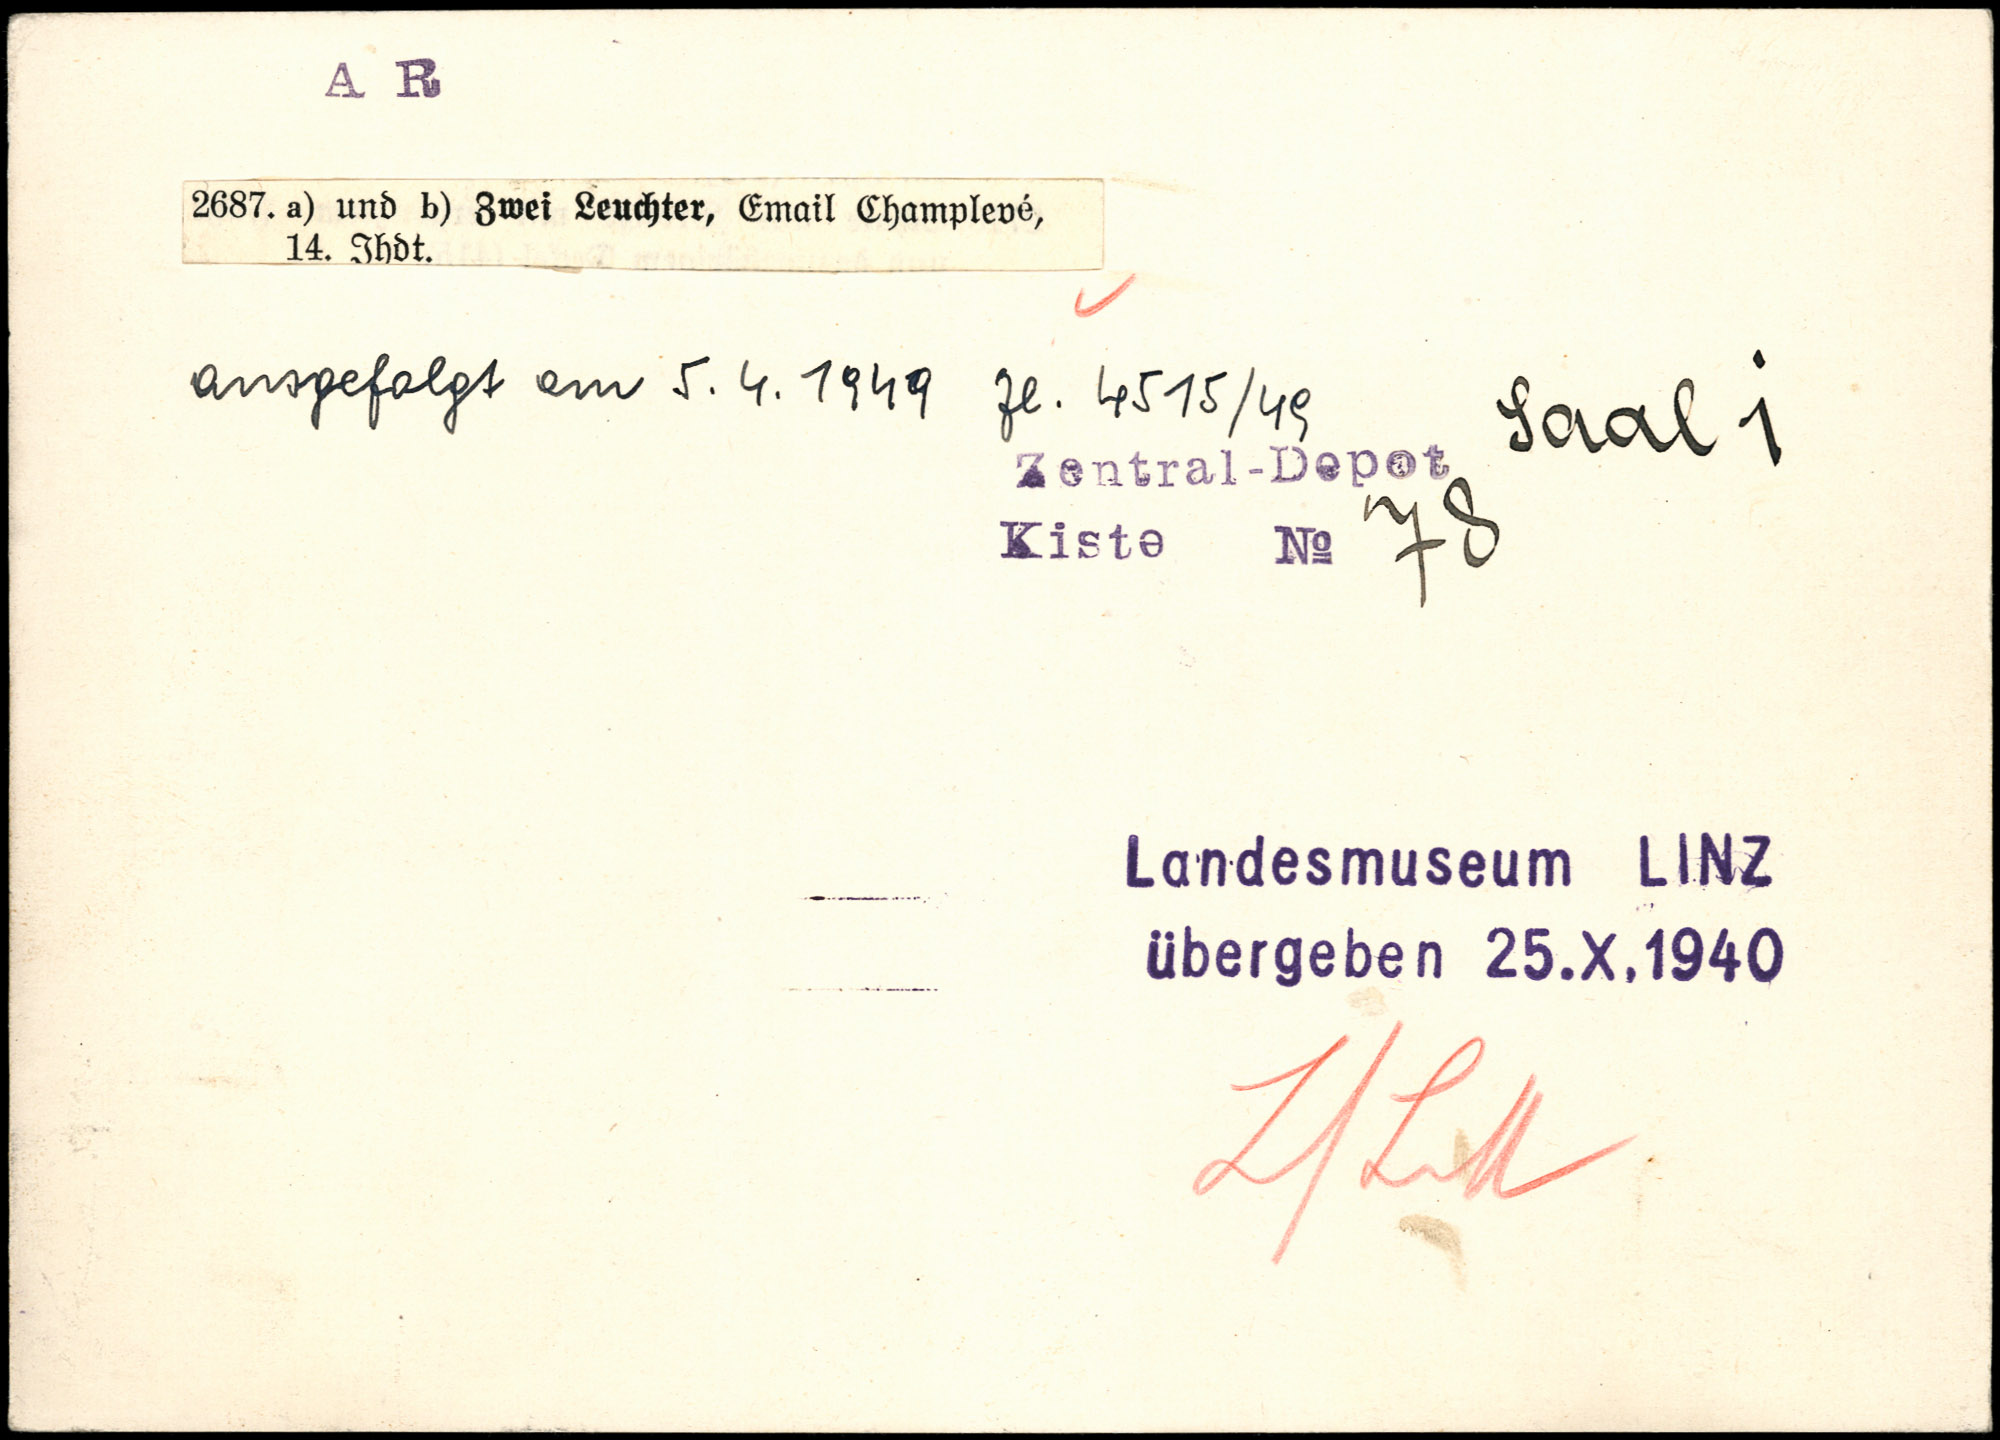 A R
2687. a) und b) Zwei Leuchter, Email Champlevé,
14. Jhdt.
ausgefolgt am 5. 4. 1949 Zl. 4515/49
Saal i
Zentral-Depot
Kiste № 78
Landesmuseum LINZ
übergeben 25.X.1940